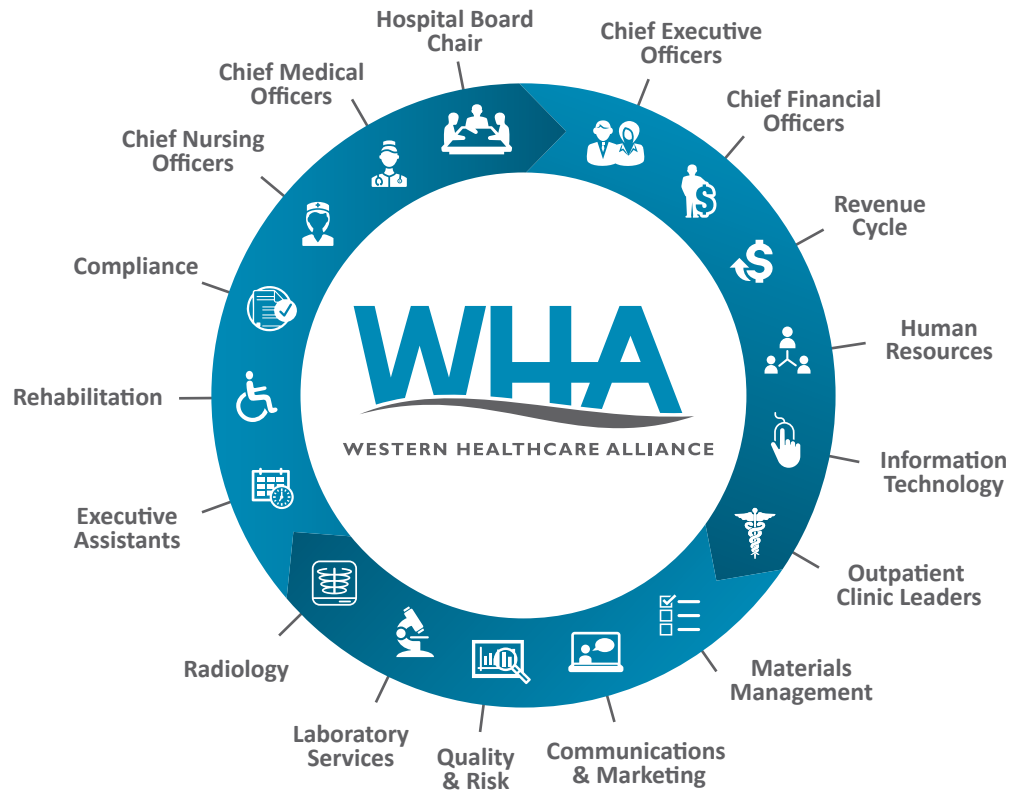 Hospital Board
Chair
Chief Executive
Officers
Chief Financial
Officers
Revenue
Cycle
Human
Resources
Information
Technology
Outpatient
Clinic Leaders
Materials
Management
Communications
& Marketing
Quality
& Risk
Laboratory
Services
Radiology
Executive
Assistants
Rehabilitation
Compliance
Chief Nursing
Officers
Chief Medical
Officers
WHA
WESTERN HEALTHCARE ALLIANCE